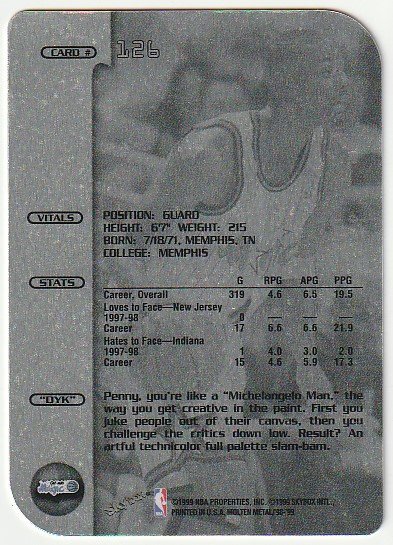 CARD # 126
VITALS
POSITION: GUARD
HEIGHT: 6'7" WEIGHT: 215
BORN: 7/18/71, MEMPHIS, TN
COLLEGE: MEMPHIS
STATS
G RPG APG PPG
Career, Overall 319 4.6 6.5 19.5
Loves to Face—New Jersey
1997-98 0 — — —
Career 17 6.6 6.6 21.9
Hates to Face—Indiana
1997-98 1 4.0 3.0 2.0
Career 15 4.6 5.9 17.3
"DYK"
Penny, you're like a "Michelangelo Man," the
way you get creative in the paint. First you
juke people out of their canvas, then you
challenge the critics down low. Result? An
artful technicolor full palette slam-bam.
Magic
SkyBox
NBA
©1999 NBA PROPERTIES, INC. ©1999 SKYBOX INTL.,
PRINTED IN U.S.A. MOLTEN METAL/'98-'99